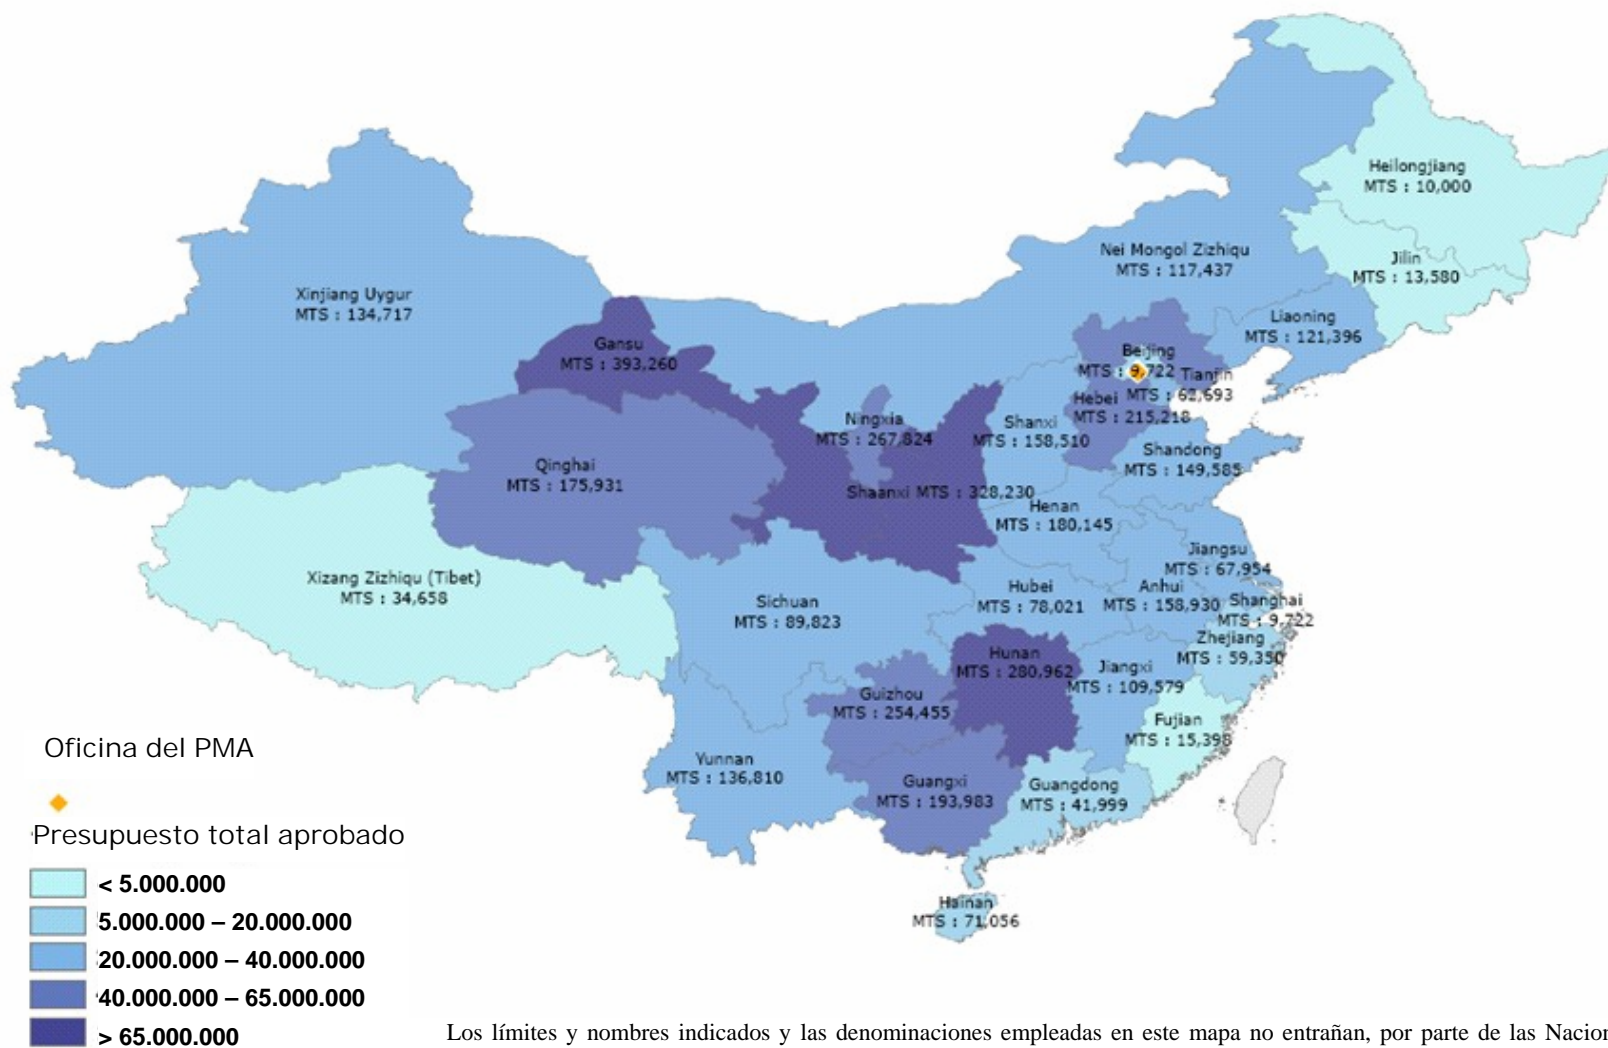 Heilongjiang
MTS : 10,000
Nei Mongol Zizhiqu
MTS : 117,437
Jilin
MTS : 13,580
Xinjiang Uygur
MTS : 134,717
Liaoning
MTS : 121,396
Gansu
MTS : 393,260
Beijing
MTS : 9,722
Tianjin
MTS : 62,693
Hebei
MTS : 215,218
Ningxia
MTS : 267,824
Shanxi
MTS : 158,510
Shandong
MTS : 149,585
Qinghai
MTS : 175,931
Shaanxi MTS : 328,230
Henan
MTS : 180,145
Jiangsu
MTS : 67,954
Xizang Zizhiqu (Tibet)
MTS : 34,658
Sichuan
MTS : 89,823
Hubei
MTS : 78,021
Anhui
MTS : 158,930
Shanghai
MTS : 9,722
Zhejiang
MTS : 59,350
Hunan
MTS : 280,962
Jiangxi
MTS : 109,579
Guizhou
MTS : 254,455
Fujian
MTS : 15,398
Yunnan
MTS : 136,810
Guangxi
MTS : 193,983
Guangdong
MTS : 41,999
Hainan
MTS : 71,056
Oficina del PMA
Presupuesto total aprobado
< 5.000.000
5.000.000 – 20.000.000
20.000.000 – 40.000.000
40.000.000 – 65.000.000
> 65.000.000
Los límites y nombres indicados y las denominaciones empleadas en este mapa no entrañan, por parte de las Nacion